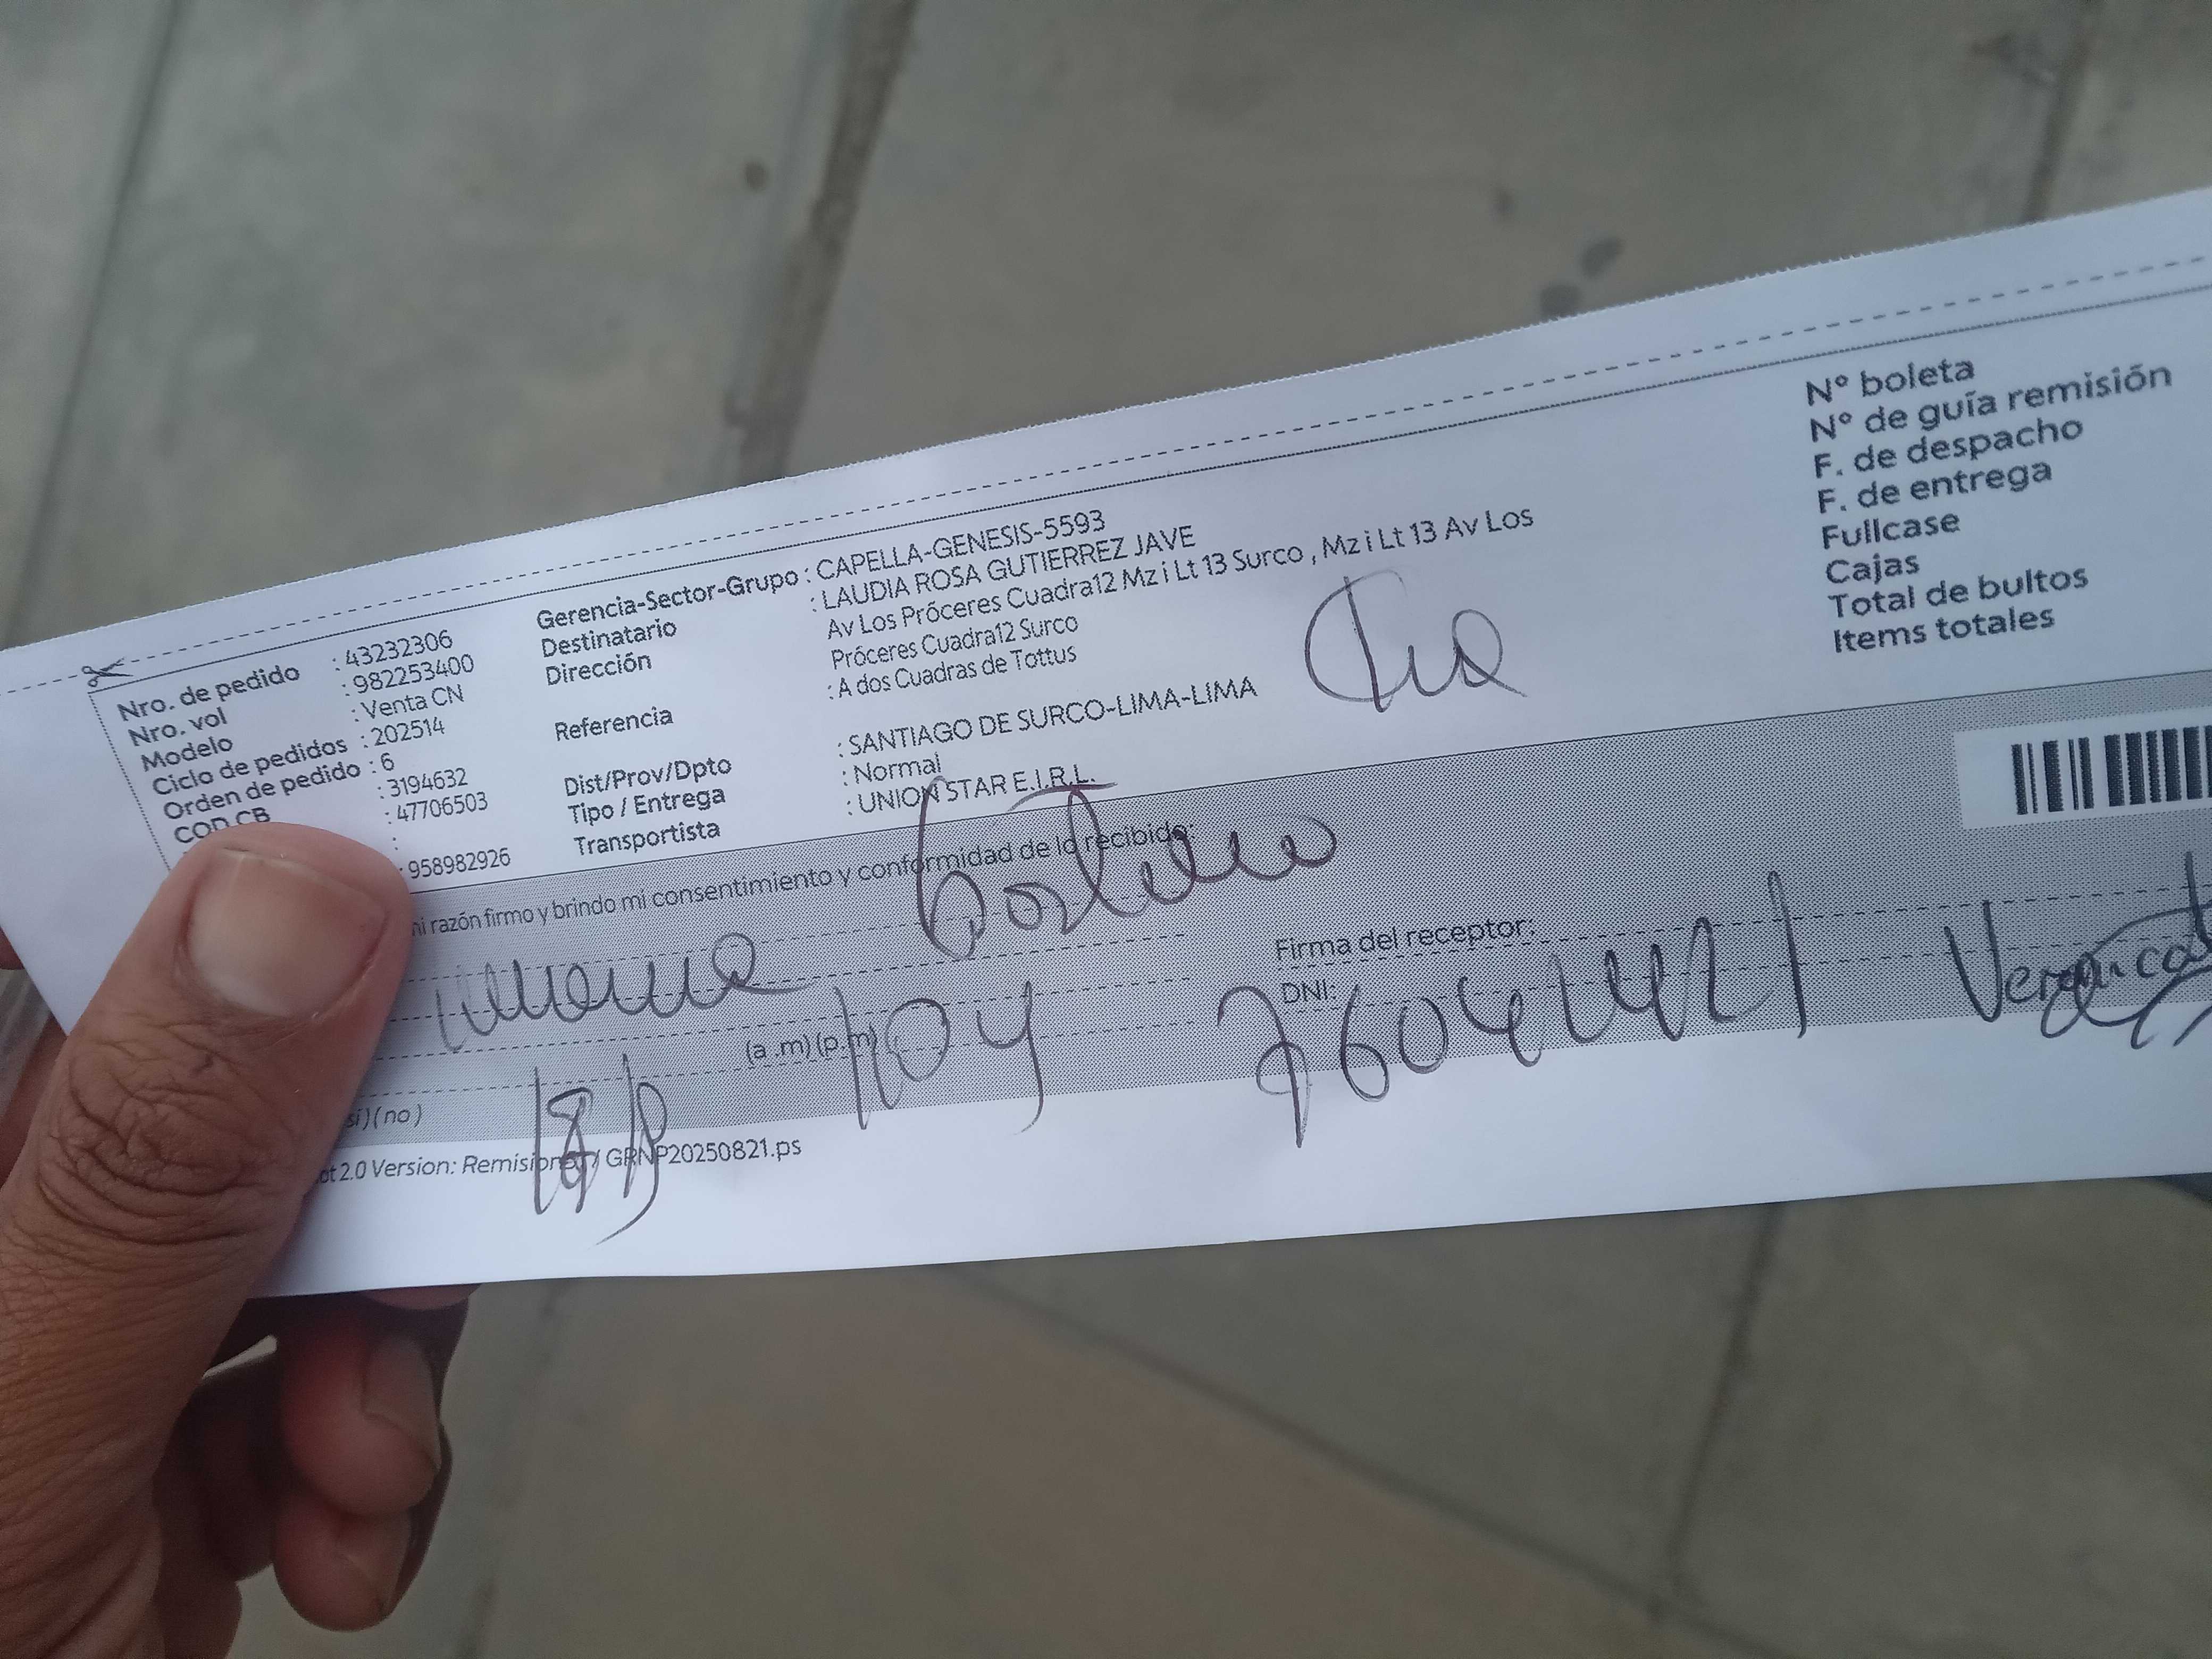 Nro. de pedido : 43232306
Nro. vol : 982253400
Modelo : Venta CN
Ciclo de pedidos : 202514
Orden de pedido : 6
COD CB : 3194632
: 47706503
:
: 958982926
Gerencia-Sector-Grupo : CAPELLA-GENESIS-5593
Destinatario : LAUDIA ROSA GUTIERREZ JAVE
Dirección Av Los Próceres Cuadra12 Mz i Lt 13 Surco , Mz i Lt 13 Av Los
Próceres Cuadra12 Surco
Referencia : A dos Cuadras de Tottus
Dist/Prov/Dpto : SANTIAGO DE SURCO-LIMA-LIMA
Tipo / Entrega : Normal
Transportista : UNION STAR E.I.R.L.
N° boleta
N° de guía remisión
F. de despacho
F. de entrega
Fullcase
Cajas
Total de bultos
Items totales
mi razón firmo y brindo mi consentimiento y conformidad de lo recibido:
Firma del receptor:
(a .m) (p.m)
DNI:
si ) ( no )
2.0 Version: / GRNP20250821.ps